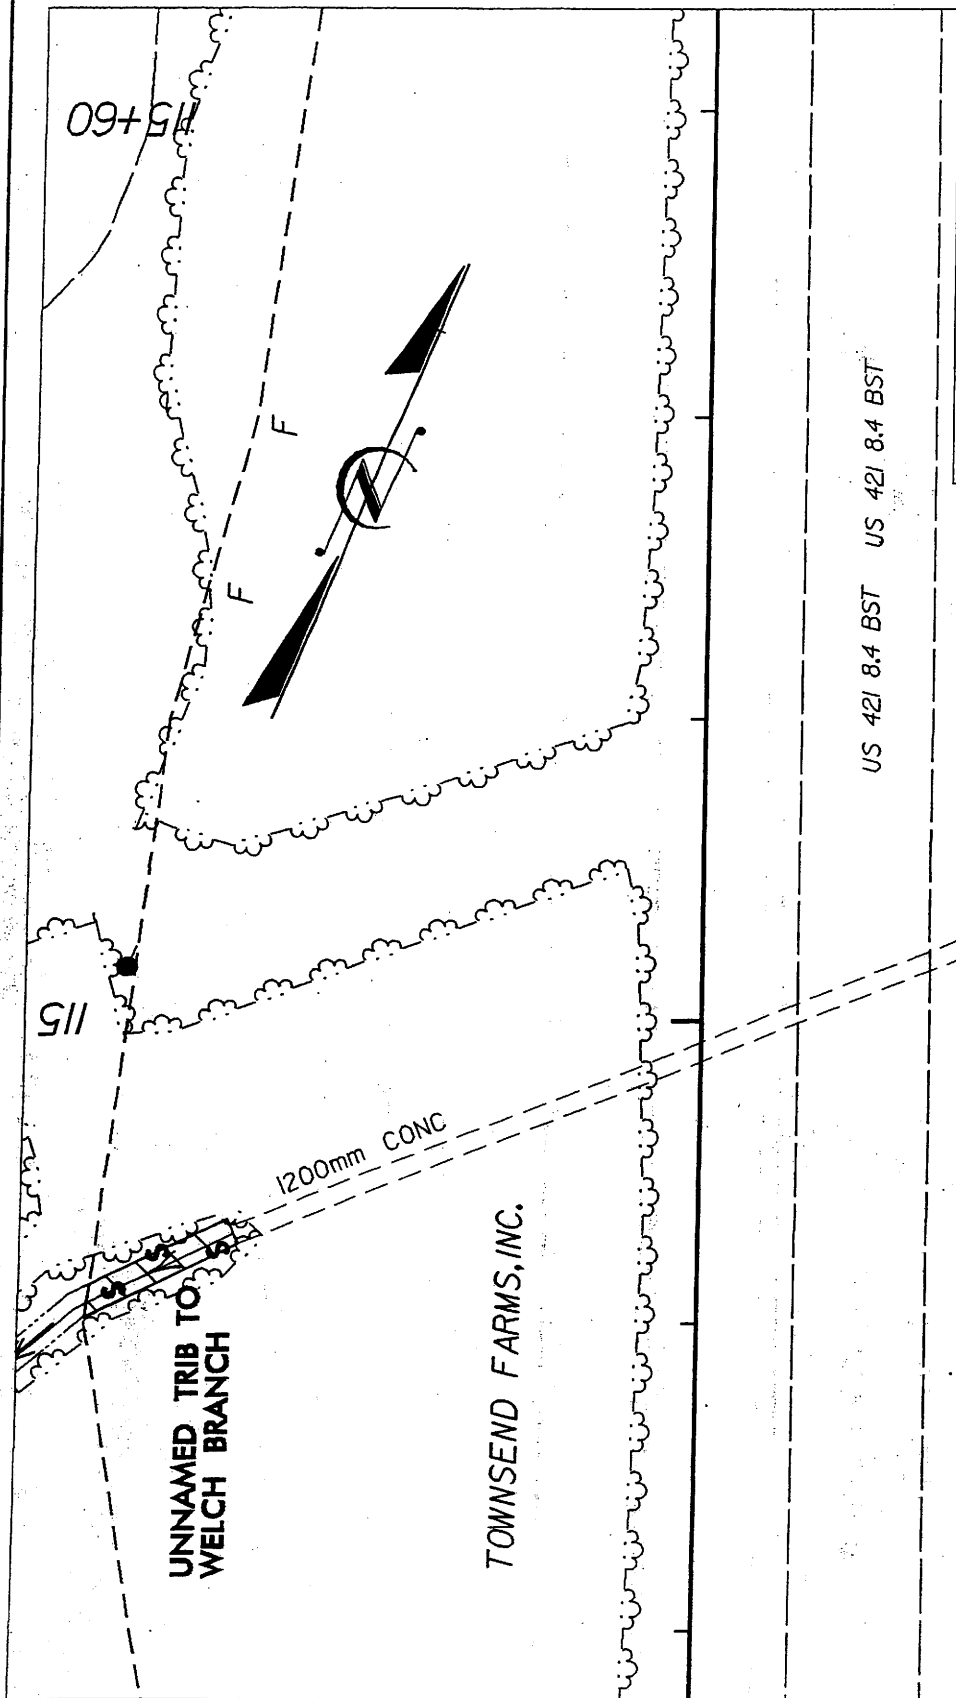 115+60
F
F
N
US 421 8.4 BST US 421 8.4 BST
115
1200mm CONC
S
S
S
UNNAMED TRIB TO
WELCH BRANCH
TOWNSEND FARMS, INC.